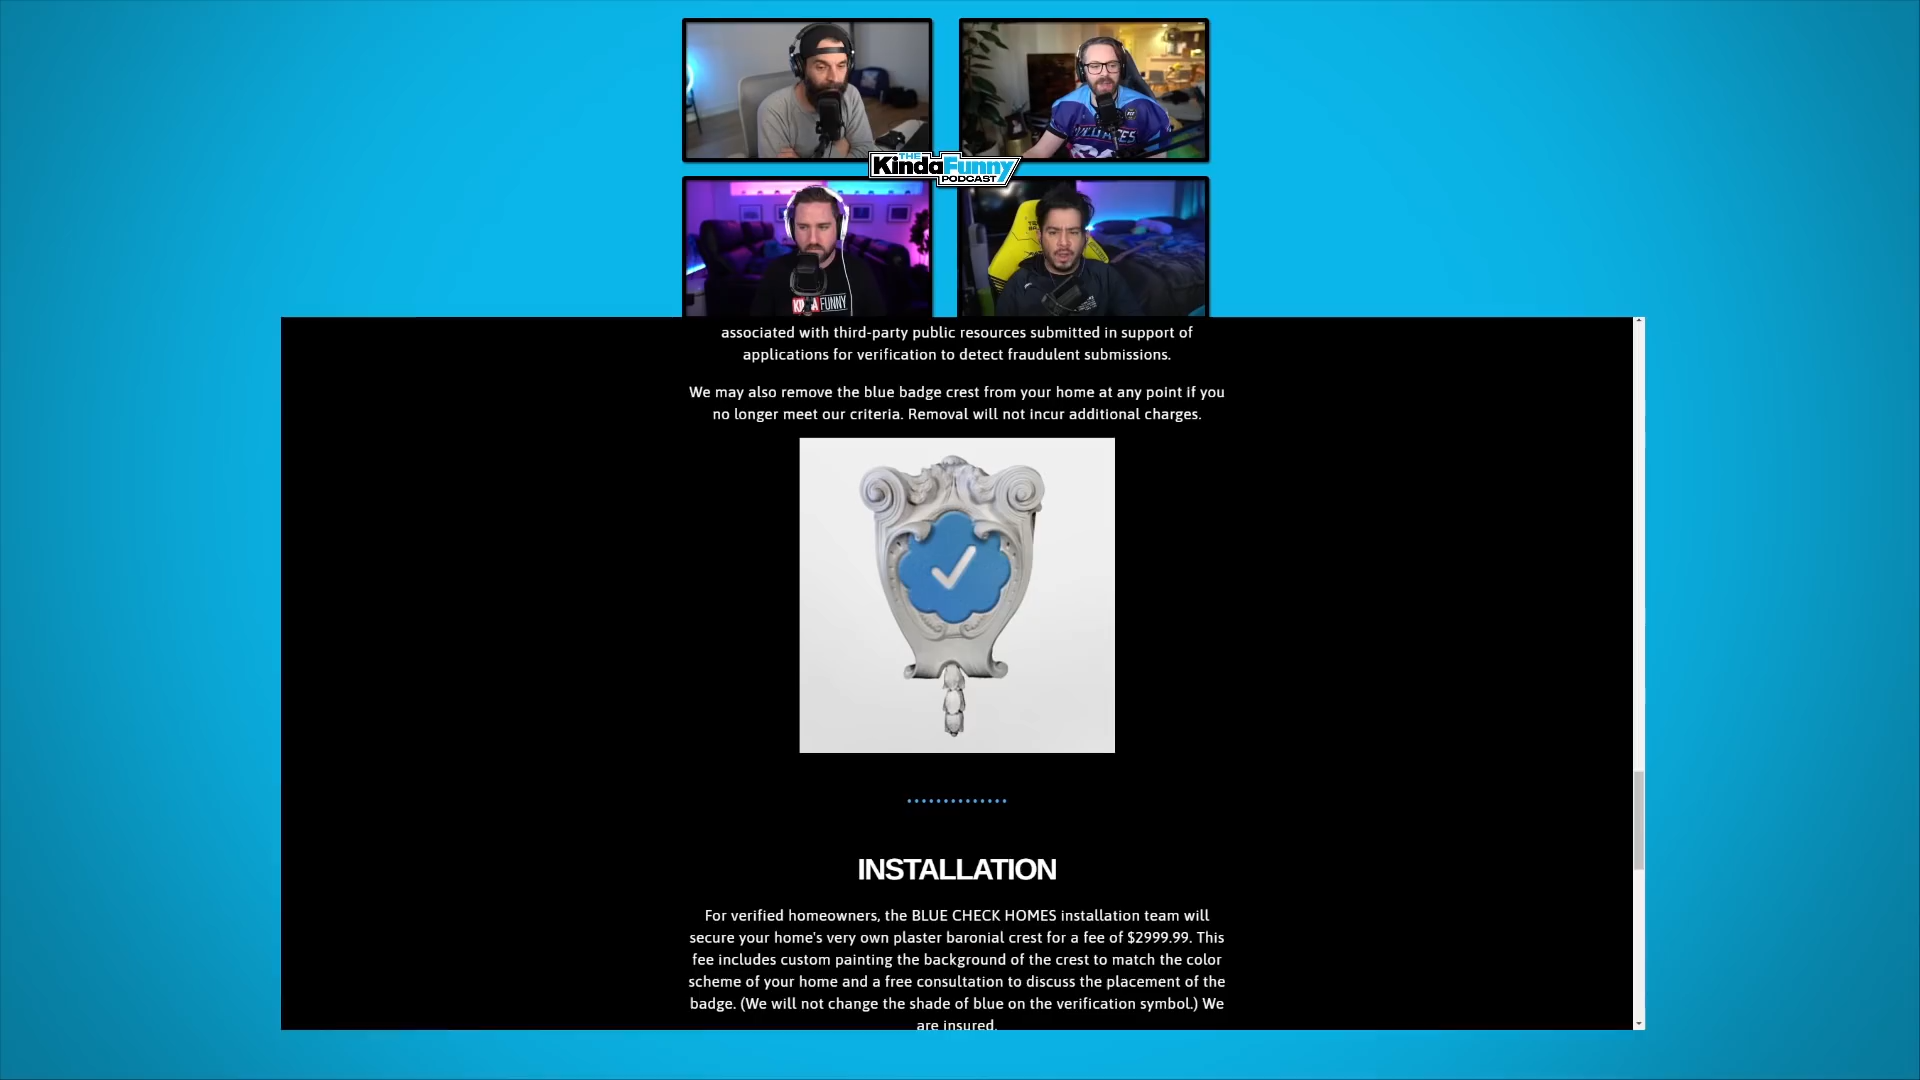 THE
KindaFunny
PODCAST
KINDA FUNNY
associated with third-party public resources submitted in support of
applications for verification to detect fraudulent submissions.
We may also remove the blue badge crest from your home at any point if you
no longer meet our criteria. Removal will not incur additional charges.
INSTALLATION
For verified homeowners, the BLUE CHECK HOMES installation team will
secure your home's very own plaster baronial crest for a fee of $2999.99. This
fee includes custom painting the background of the crest to match the color
scheme of your home and a free consultation to discuss the placement of the
badge. (We will not change the shade of blue on the verification symbol.) We
are insured.